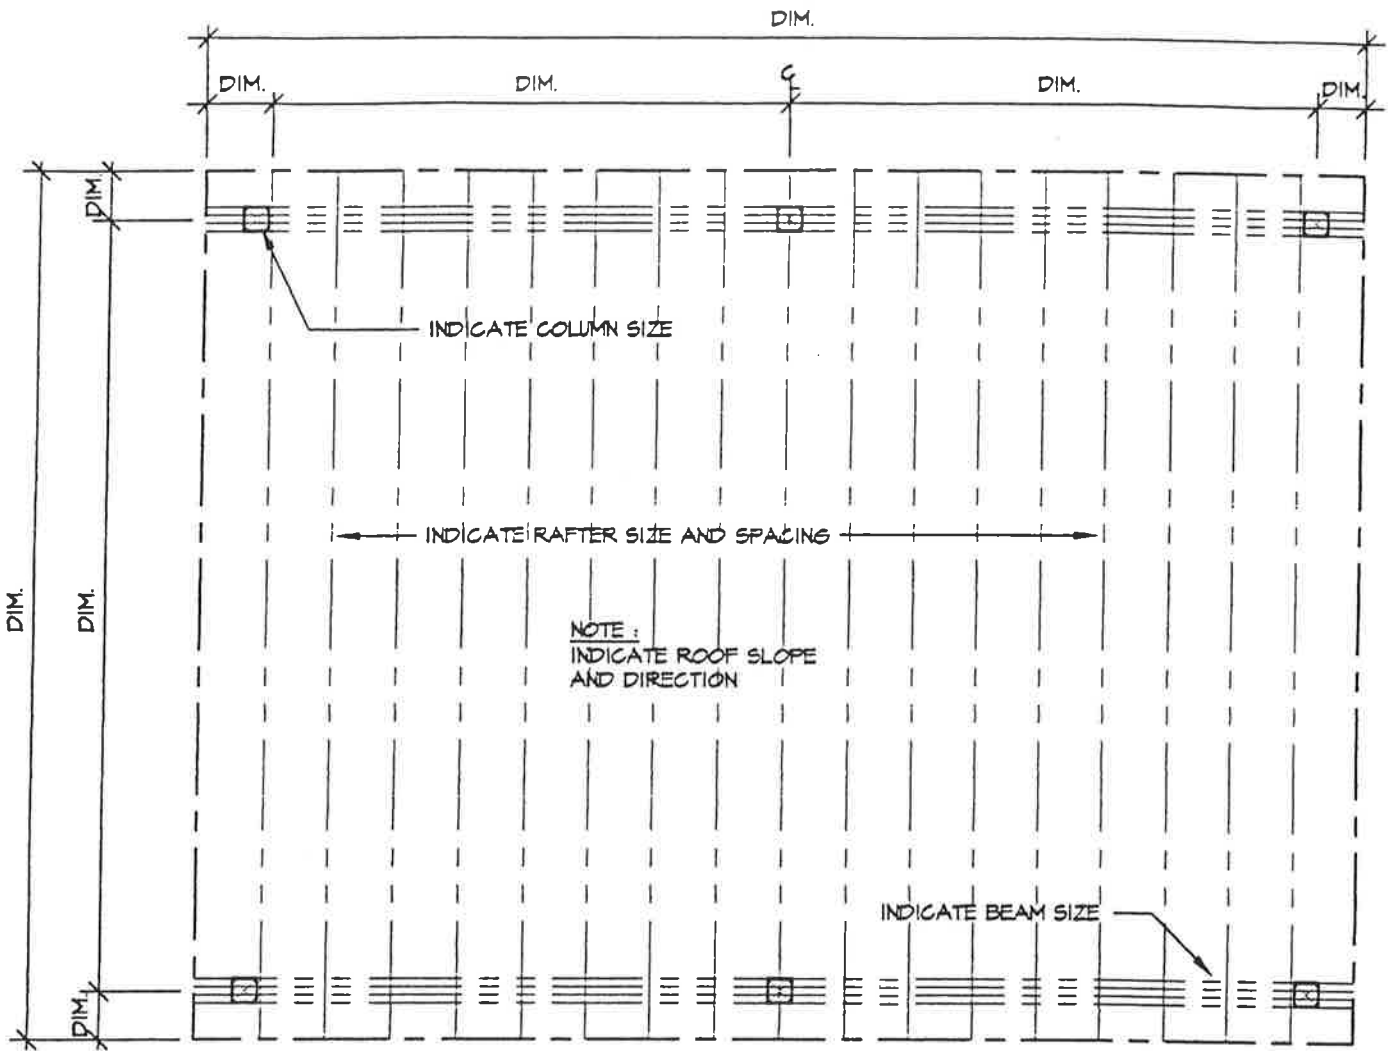 DIM.
DIM.
DIM.
℄
DIM.
DIM.
DIM.
INDICATE COLUMN SIZE
INDICATE RAFTER SIZE AND SPACING
DIM.
DIM.
NOTE :
INDICATE ROOF SLOPE
AND DIRECTION
INDICATE BEAM SIZE
DIM.